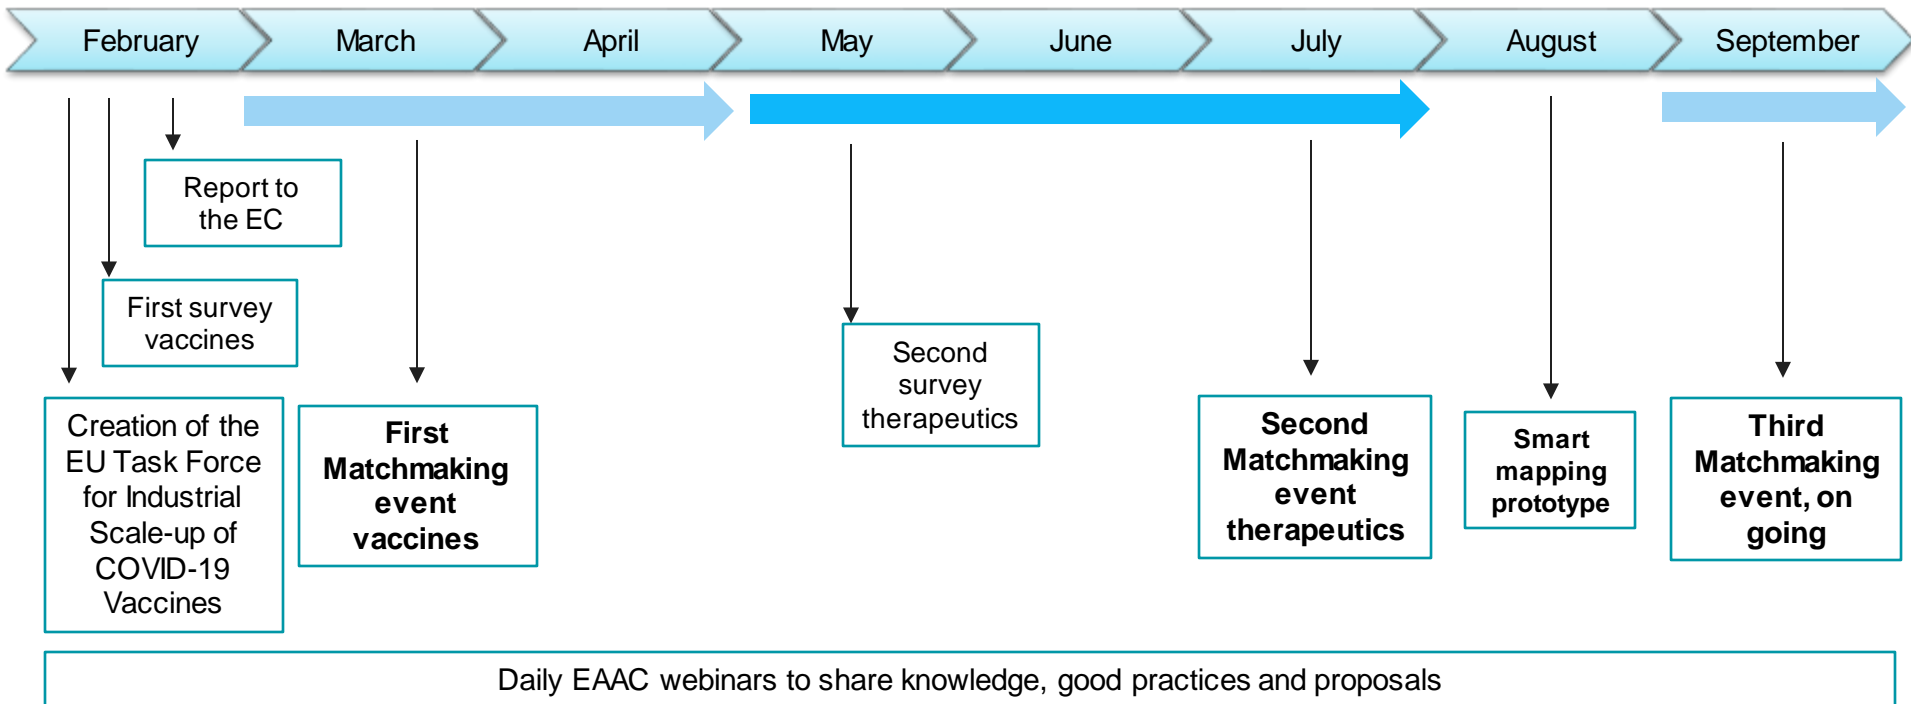 February
March
April
May
June
July
August
September
Report to
the EC
First survey
vaccines
Creation of the
EU Task Force
for Industrial
Scale-up of
COVID-19
Vaccines
First
Matchmaking
event
vaccines
Second
survey
therapeutics
Second
Matchmaking
event
therapeutics
Smart
mapping
prototype
Third
Matchmaking
event, on
going
Daily EAAC webinars to share knowledge, good practices and proposals